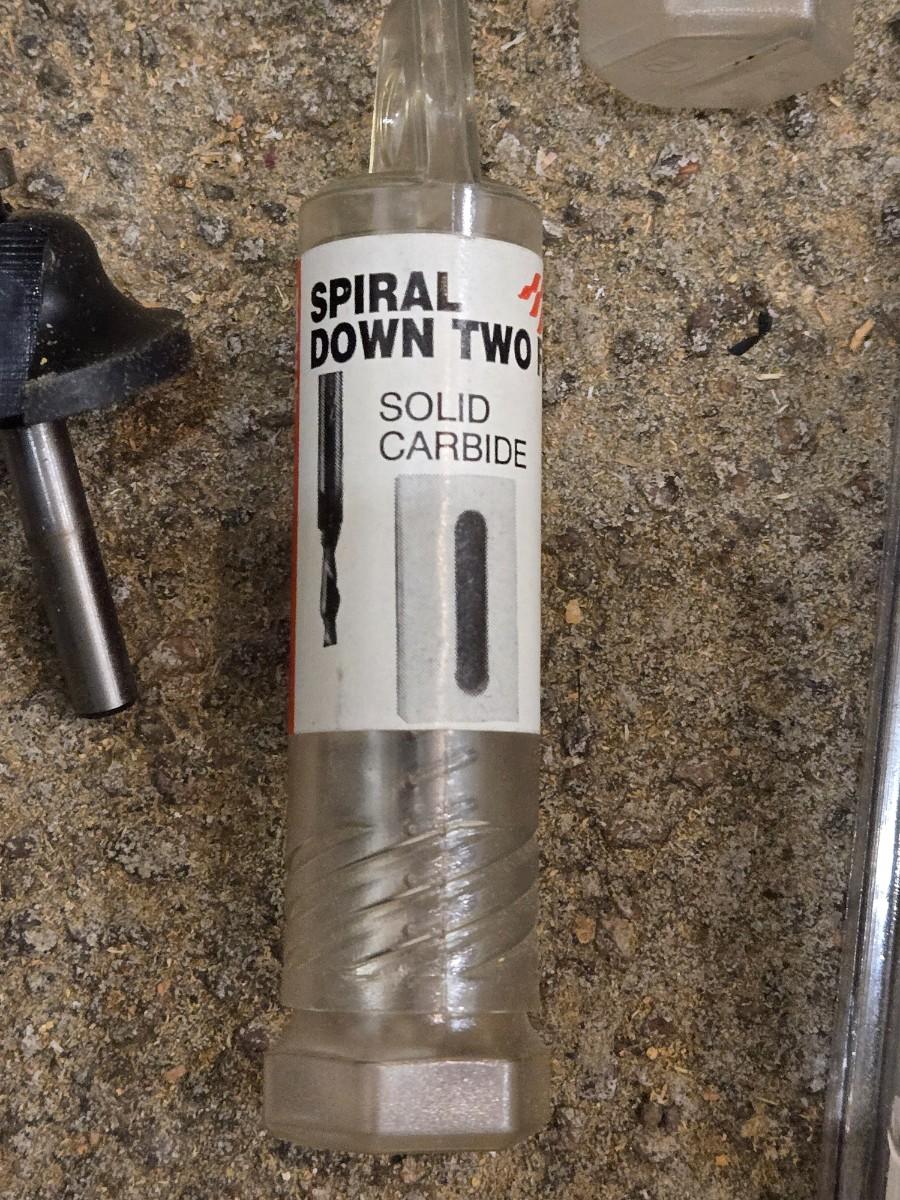 SPIRAL
DOWN TWO
SOLID
CARBIDE